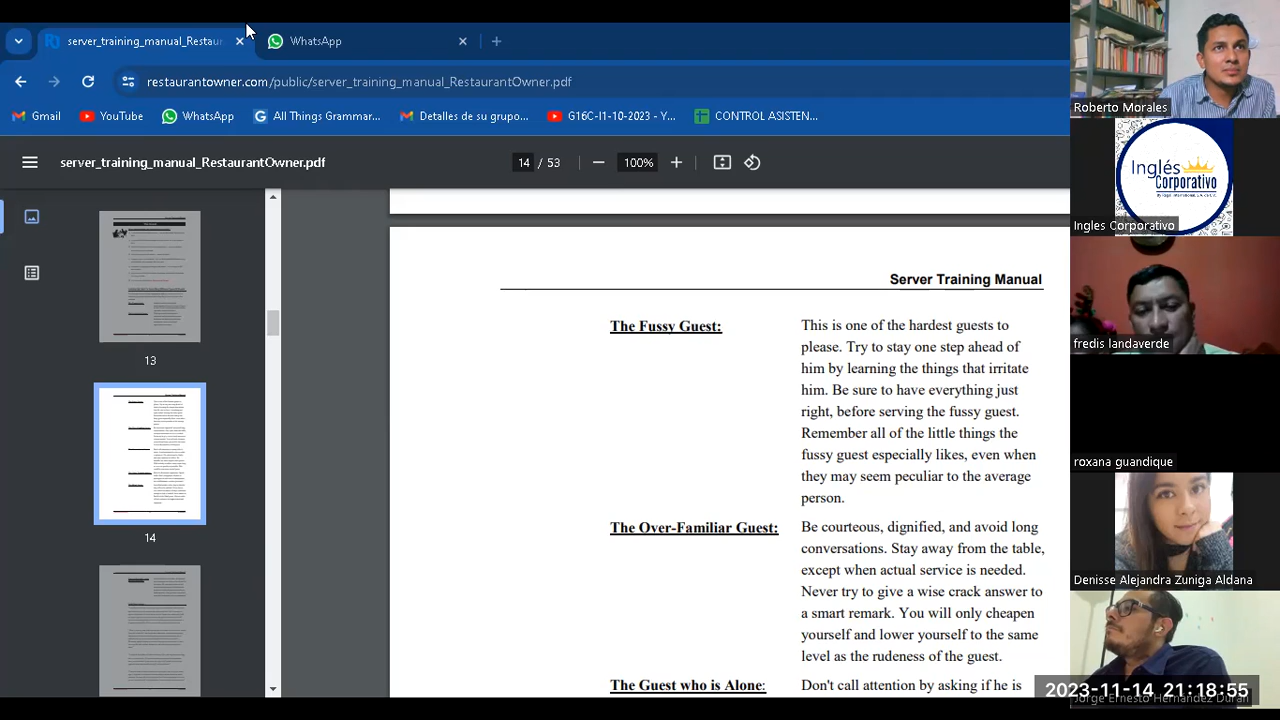 server_training_manual_Restaur
WhatsApp
restaurantowner.com/public/server_training_manual_RestaurantOwner.pdf
Gmail
YouTube
WhatsApp
All Things Gramma...
Diploma
G16C-I1-10-2023 - Y...
CONTROL ASISTEN...
server_training_manual_RestaurantOwner.pdf
14 / 53
100%
13
14
Server Training Manual
The Fussy Guest:
This is one of the hardest guests to
please. Try to stay one step ahead of
him by learning the things that irritate
him. Be sure to have everything just
right, before serving the fussy guest.
Remember all of the little things the
fussy guest especially likes, even when
they may seem peculiar to the average
person.
The Over-Familiar Guest:
Be courteous, dignified, and avoid long
conversations. Stay away from the table,
except when actual service is needed.
Never try to give a wise crack answer to
a smart remark. You will only cheapen
yourself and lower yourself to the same
level as the rudeness of the guest.
The Guest who is Alone:
Don't call attention by asking if he is
Roberto Morales
Inglés
Corporativo
Ingles Corporativo
fredis landaverde
roxana guandique
Denisse Alejandra Zuniga Aldana
2023-11-14 21:18:55
Jorge Ernesto Hernandez Duran